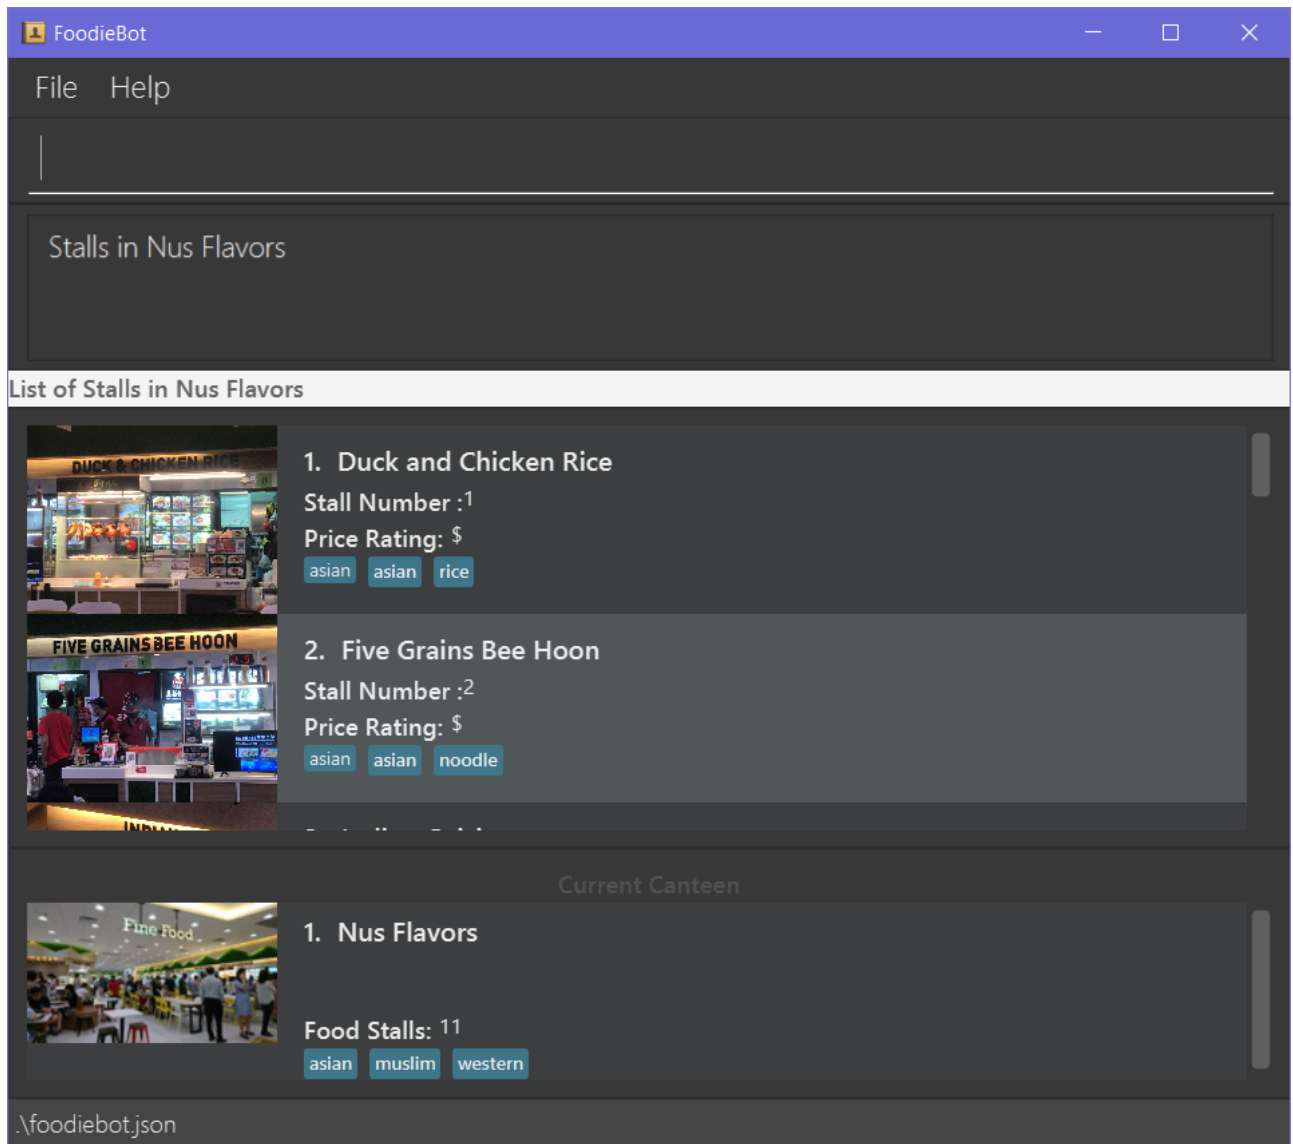 FoodieBot
File Help
Stalls in Nus Flavors
List of Stalls in Nus Flavors
DUCK & CHICKEN RICE
1. Duck and Chicken Rice
Stall Number :1
Price Rating: $
asian asian rice
FIVE GRAINS BEE HOON
2. Five Grains Bee Hoon
Stall Number :2
Price Rating: $
asian asian noodle
Current Canteen
Fine Food
1. Nus Flavors
Food Stalls: 11
asian muslim western
.\foodiebot.json